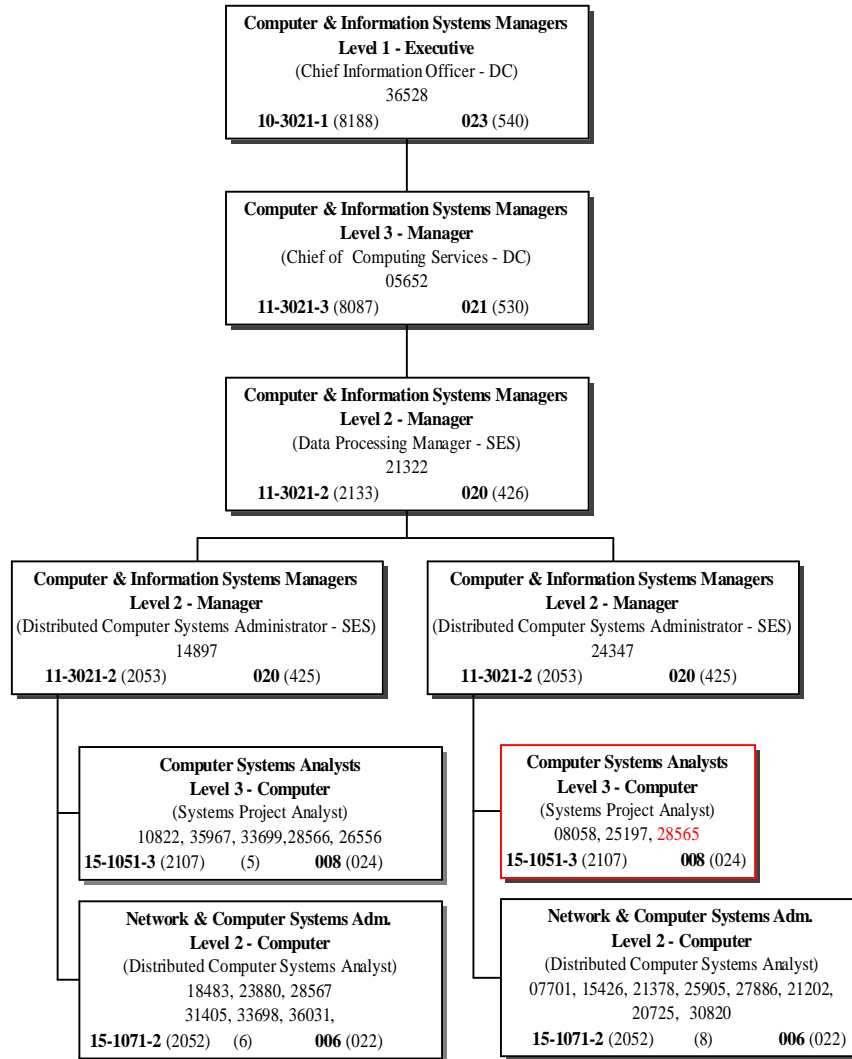 Computer & Information Systems Managers
Level 1 - Executive
(Chief Information Officer - DC)
36528
10-3021-1 (8188) 023 (540)
Computer & Information Systems Managers
Level 3 - Manager
(Chief of Computing Services - DC)
05652
11-3021-3 (8087) 021 (530)
Computer & Information Systems Managers
Level 2 - Manager
(Data Processing Manager - SES)
21322
11-3021-2 (2133) 020 (426)
Computer & Information Systems Managers
Level 2 - Manager
(Distributed Computer Systems Administrator - SES)
14897
11-3021-2 (2053) 020 (425)
Computer Systems Analysts
Level 3 - Computer
(Systems Project Analyst)
10822, 35967, 33699,28566, 26556
15-1051-3 (2107) (5) 008 (024)
Network & Computer Systems Adm.
Level 2 - Computer
(Distributed Computer Systems Analyst)
18483, 23880, 28567
31405, 33698, 36031,
15-1071-2 (2052) (6) 006 (022)
Computer & Information Systems Managers
Level 2 - Manager
(Distributed Computer Systems Administrator - SES)
24347
11-3021-2 (2053) 020 (425)
Computer Systems Analysts
Level 3 - Computer
(Systems Project Analyst)
08058, 25197, 28565
15-1051-3 (2107) 008 (024)
Network & Computer Systems Adm.
Level 2 - Computer
(Distributed Computer Systems Analyst)
07701, 15426, 21378, 25905, 27886, 21202,
20725, 30820
15-1071-2 (2052) (8) 006 (022)